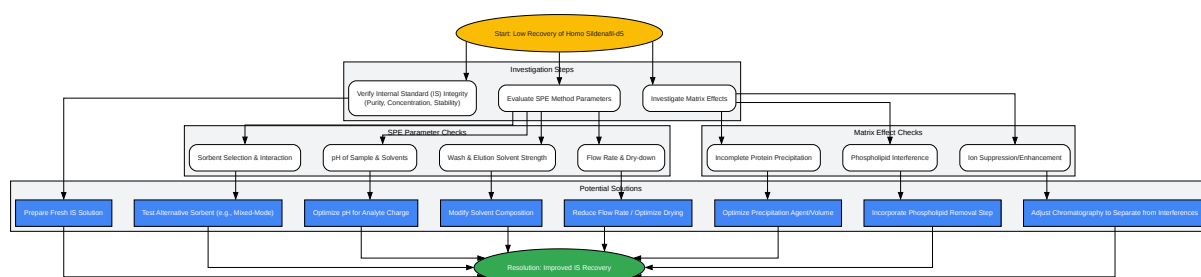 Start: Low Recovery of Homo Sildenafil-d5
Investigation Steps
Verify Internal Standard (IS) Integrity
(Purity, Concentration, Stability)
Evaluate SPE Method Parameters
Investigate Matrix Effects
SPE Parameter Checks
Matrix Effect Checks
Sorbent Selection & Interaction
pH of Sample & Solvents
Wash & Elution Solvent Strength
Flow Rate & Dry-down
Incomplete Protein Precipitation
Phospholipid Interference
Ion Suppression/Enhancement
Potential Solutions
Prepare Fresh IS Solution
Test Alternative Sorbent (e.g., Mixed-Mode)
Optimize pH for Analyte Charge
Modify Solvent Composition
Reduce Flow Rate / Optimize Drying
Optimize Precipitation Agent/Volume
Incorporate Phospholipid Removal Step
Adjust Chromatography to Separate from Interferences
Resolution: Improved IS Recovery